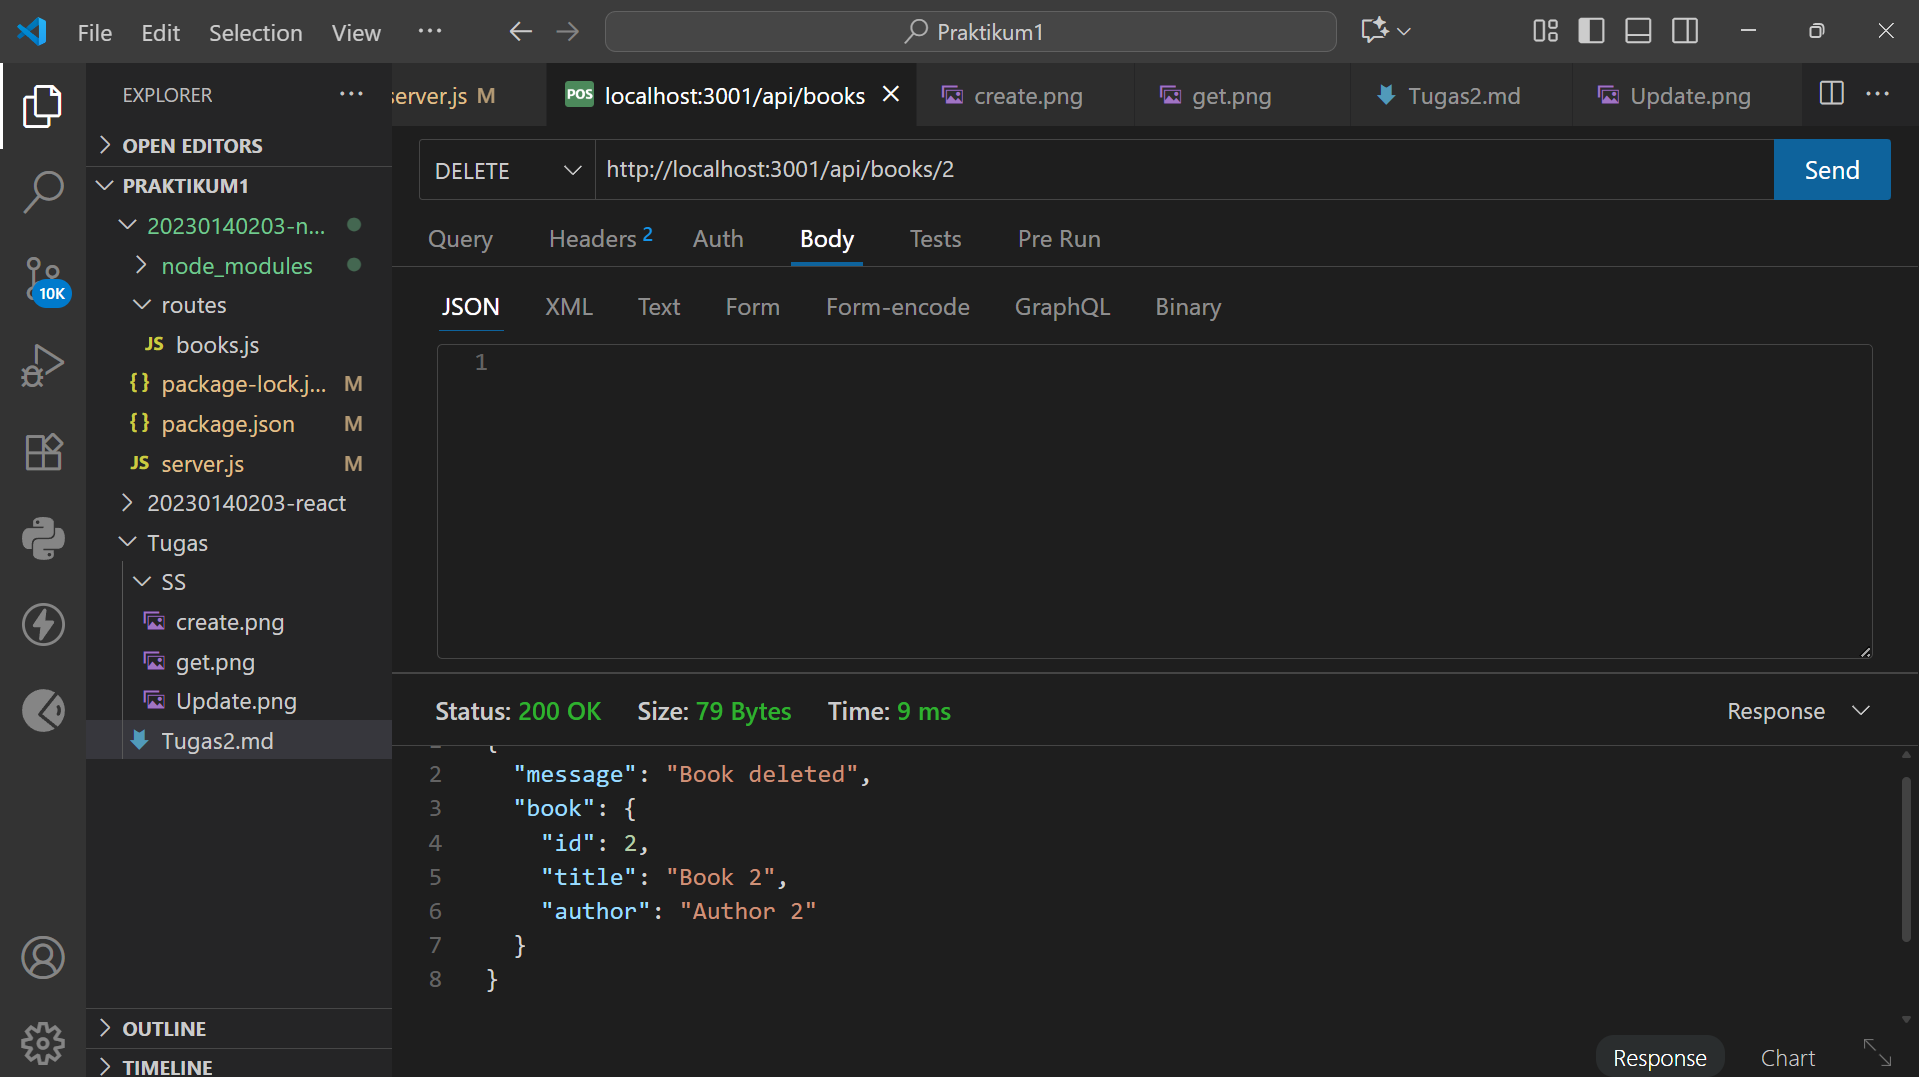 File Edit Selection View
Praktikum1
EXPLORER
server.js M
POS localhost:3001/api/books
create.png
get.png
Tugas2.md
Update.png
OPEN EDITORS
PRAKTIKUM1
20230140203-n...
node_modules
routes
JS books.js
{} package-lock.j... M
{} package.json M
JS server.js M
20230140203-react
Tugas
SS
create.png
get.png
Update.png
Tugas2.md
OUTLINE
TIMELINE
10K
DELETE
http://localhost:3001/api/books/2
Send
Query Headers 2 Auth Body Tests Pre Run
JSON XML Text Form Form-encode GraphQL Binary
1
Status: 200 OK Size: 79 Bytes Time: 9 ms
Response
{
2 "message": "Book deleted",
3 "book": {
4 "id": 2,
5 "title": "Book 2",
6 "author": "Author 2"
7 }
8 }
Response Chart